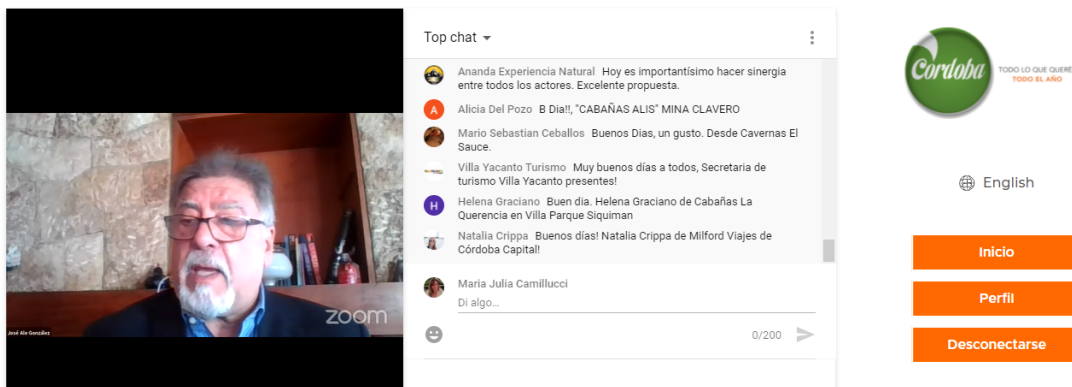 zoom
José Ale González
Top chat
Ananda Experiencia Natural Hoy es importantísimo hacer sinergia
entre todos los actores. Excelente propuesta.
A
Alicia Del Pozo B Dia!!, "CABAÑAS ALIS" MINA CLAVERO
Mario Sebastian Ceballos Buenos Dias, un gusto. Desde Cavernas El
Sauce.
Villa Yacanto Turismo Muy buenos días a todos, Secretaria de
turismo Villa Yacanto presentes!
H
Helena Graciano Buen dia. Helena Graciano de Cabañas La
Querencia en Villa Parque Siquiman
Natalia Crippa Buenos días! Natalia Crippa de Milford Viajes de
Córdoba Capital!
Maria Julia Camillucci
Di algo...
0/200
Cordoba
TODO LO QUE QUERÉ
TODO EL AÑO
English
Inicio
Perfil
Desconectarse